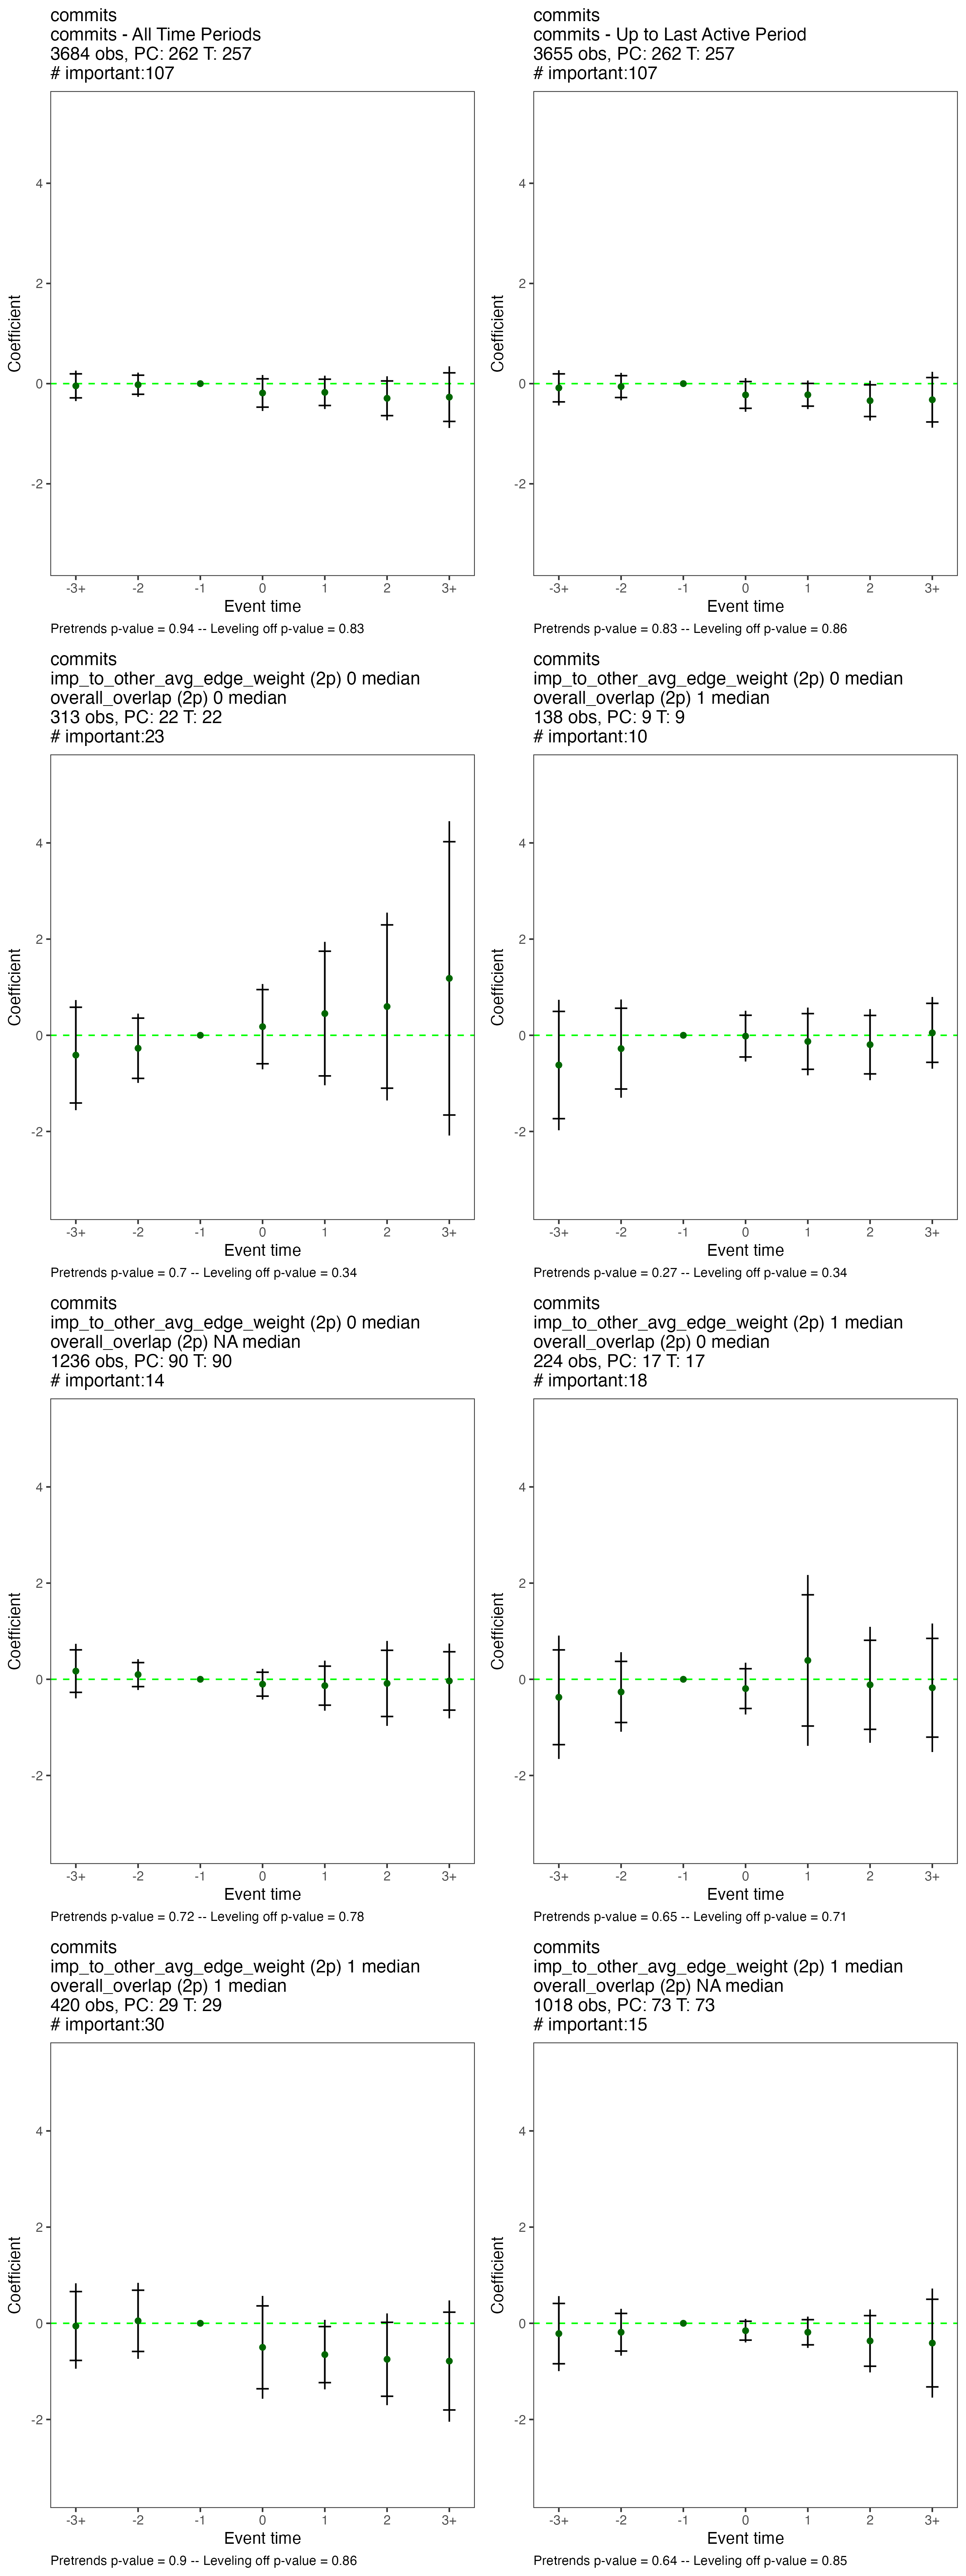 commits
commits - All Time Periods
3684 obs, PC: 262 T: 257
# important:107
Coefficient
4
2
0
-2
-3+ -2 -1 0 1 2 3+
Event time
Pretrends p-value = 0.94 -- Leveling off p-value = 0.83
commits
commits - Up to Last Active Period
3655 obs, PC: 262 T: 257
# important:107
Coefficient
4
2
0
-2
-3+ -2 -1 0 1 2 3+
Event time
Pretrends p-value = 0.83 -- Leveling off p-value = 0.86
commits
imp_to_other_avg_edge_weight (2p) 0 median
overall_overlap (2p) 0 median
313 obs, PC: 22 T: 22
# important:23
Coefficient
4
2
0
-2
-3+ -2 -1 0 1 2 3+
Event time
Pretrends p-value = 0.7 -- Leveling off p-value = 0.34
commits
imp_to_other_avg_edge_weight (2p) 0 median
overall_overlap (2p) 1 median
138 obs, PC: 9 T: 9
# important:10
Coefficient
4
2
0
-2
-3+ -2 -1 0 1 2 3+
Event time
Pretrends p-value = 0.27 -- Leveling off p-value = 0.34
commits
imp_to_other_avg_edge_weight (2p) 0 median
overall_overlap (2p) NA median
1236 obs, PC: 90 T: 90
# important:14
Coefficient
4
2
0
-2
-3+ -2 -1 0 1 2 3+
Event time
Pretrends p-value = 0.72 -- Leveling off p-value = 0.78
commits
imp_to_other_avg_edge_weight (2p) 1 median
overall_overlap (2p) 0 median
224 obs, PC: 17 T: 17
# important:18
Coefficient
4
2
0
-2
-3+ -2 -1 0 1 2 3+
Event time
Pretrends p-value = 0.65 -- Leveling off p-value = 0.71
commits
imp_to_other_avg_edge_weight (2p) 1 median
overall_overlap (2p) 1 median
420 obs, PC: 29 T: 29
# important:30
Coefficient
4
2
0
-2
-3+ -2 -1 0 1 2 3+
Event time
Pretrends p-value = 0.9 -- Leveling off p-value = 0.86
commits
imp_to_other_avg_edge_weight (2p) 1 median
overall_overlap (2p) NA median
1018 obs, PC: 73 T: 73
# important:15
Coefficient
4
2
0
-2
-3+ -2 -1 0 1 2 3+
Event time
Pretrends p-value = 0.64 -- Leveling off p-value = 0.85